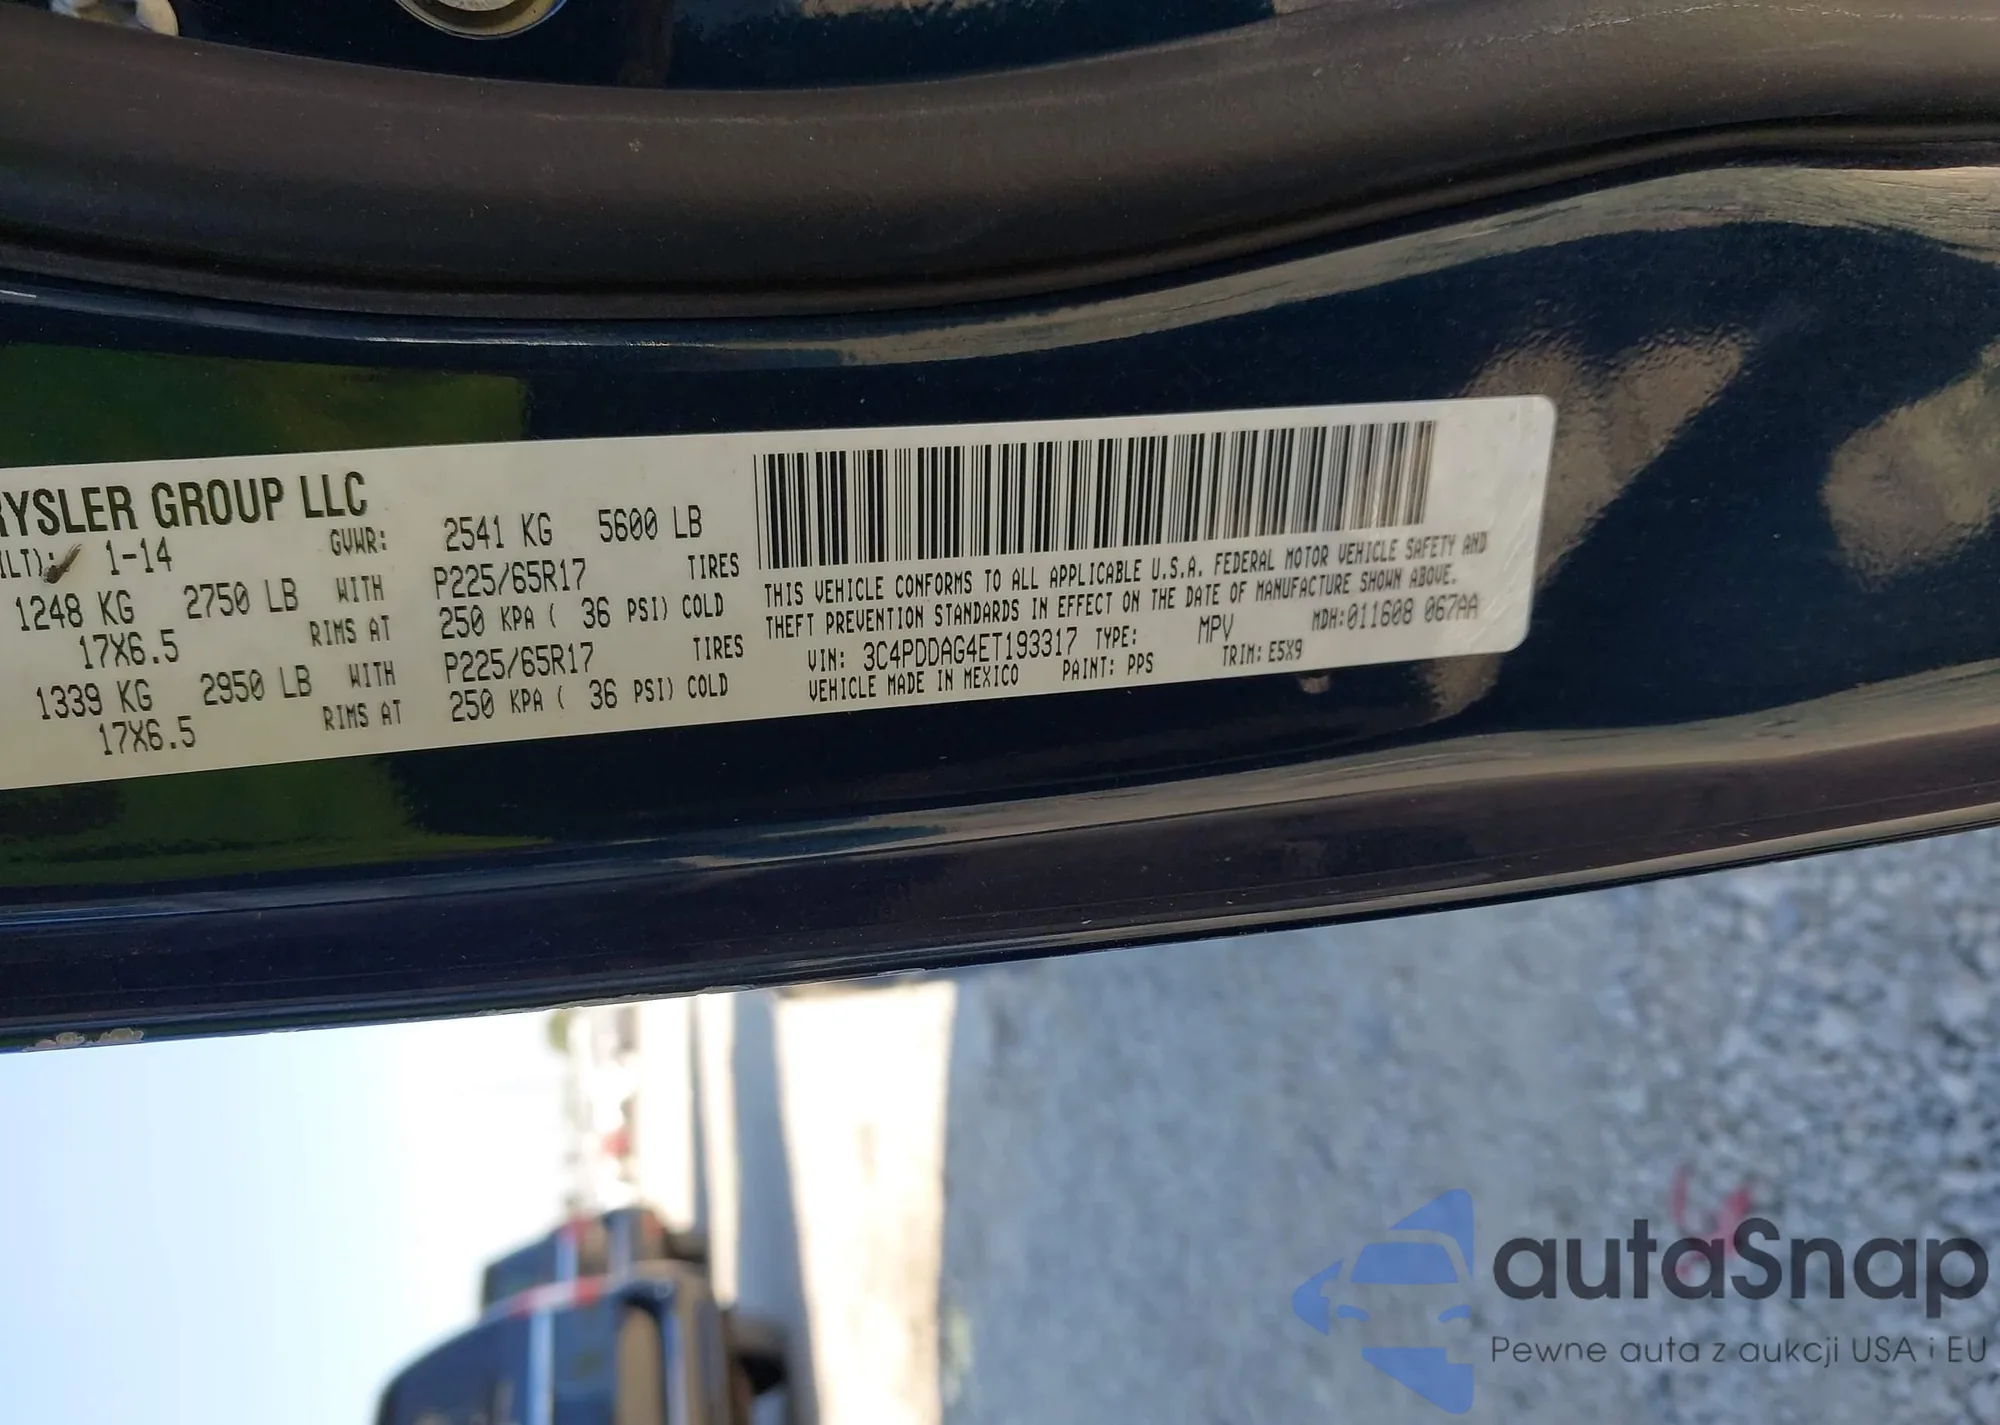 RYSLER GROUP LLC
ILT): 1-14 GVWR: 2541 KG 5600 LB
1248 KG 2750 LB WITH P225/65R17 TIRES
17X6.5 RIMS AT 250 KPA ( 36 PSI) COLD
1339 KG 2950 LB WITH P225/65R17 TIRES
17X6.5 RIMS AT 250 KPA ( 36 PSI) COLD
THIS VEHICLE CONFORMS TO ALL APPLICABLE U.S.A. FEDERAL MOTOR VEHICLE SAFETY AND
THEFT PREVENTION STANDARDS IN EFFECT ON THE DATE OF MANUFACTURE SHOWN ABOVE.
VIN: 3C4PDDAG4ET193317 TYPE: MPV MDH:011608 067AA
VEHICLE MADE IN MEXICO PAINT: PPS TRIM: E5X9
autaSnap
Pewne auta z aukcji USA i EU